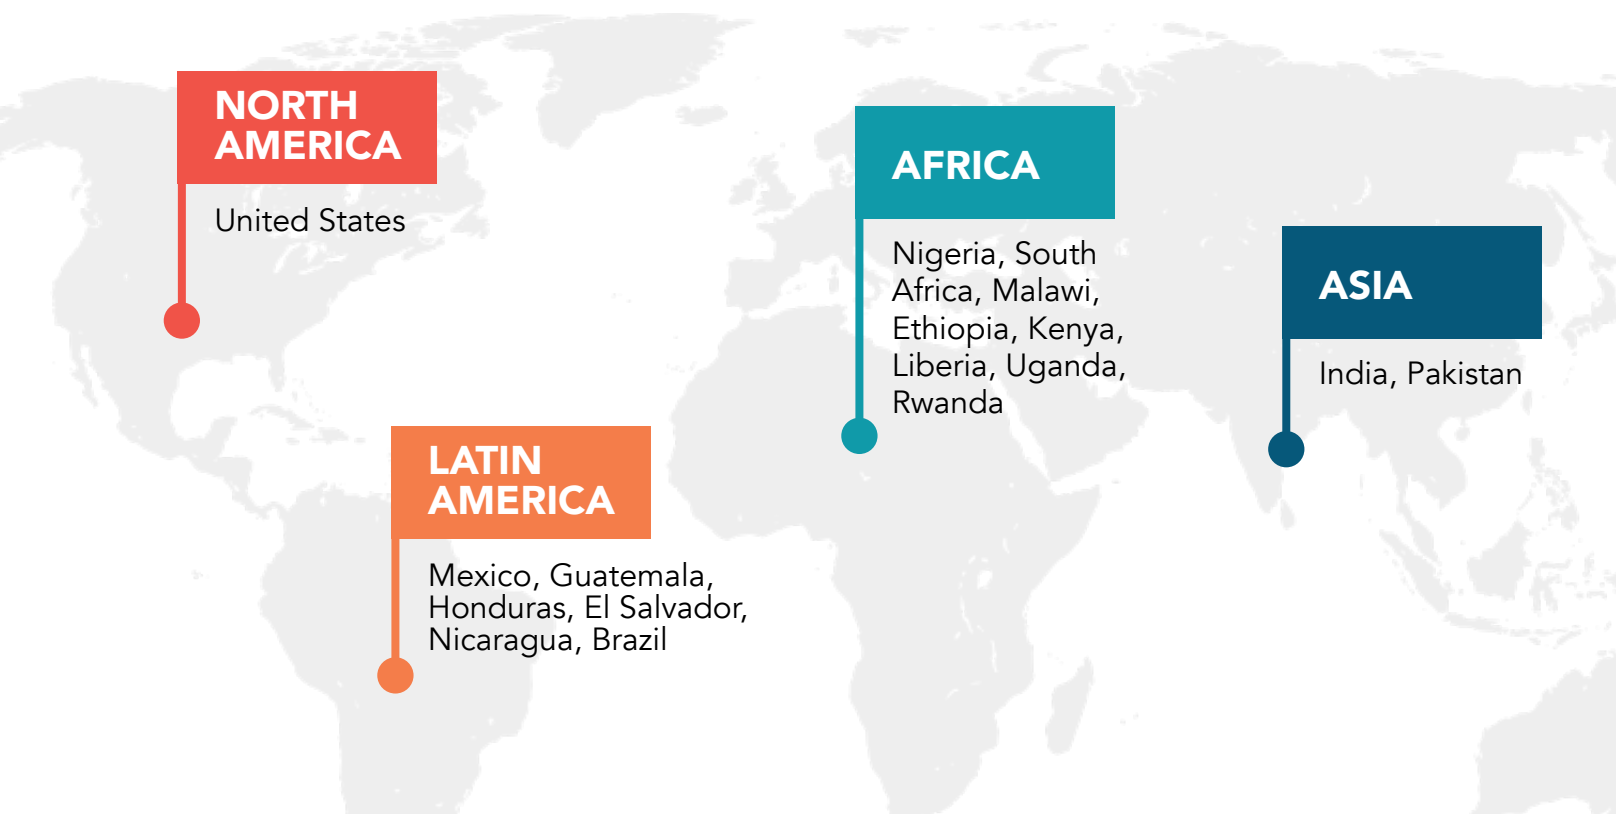 NORTH
AMERICA
United States
LATIN
AMERICA
Mexico, Guatemala,
Honduras, El Salvador,
Nicaragua, Brazil
AFRICA
Nigeria, South
Africa, Malawi,
Ethiopia, Kenya,
Liberia, Uganda,
Rwanda
ASIA
India, Pakistan